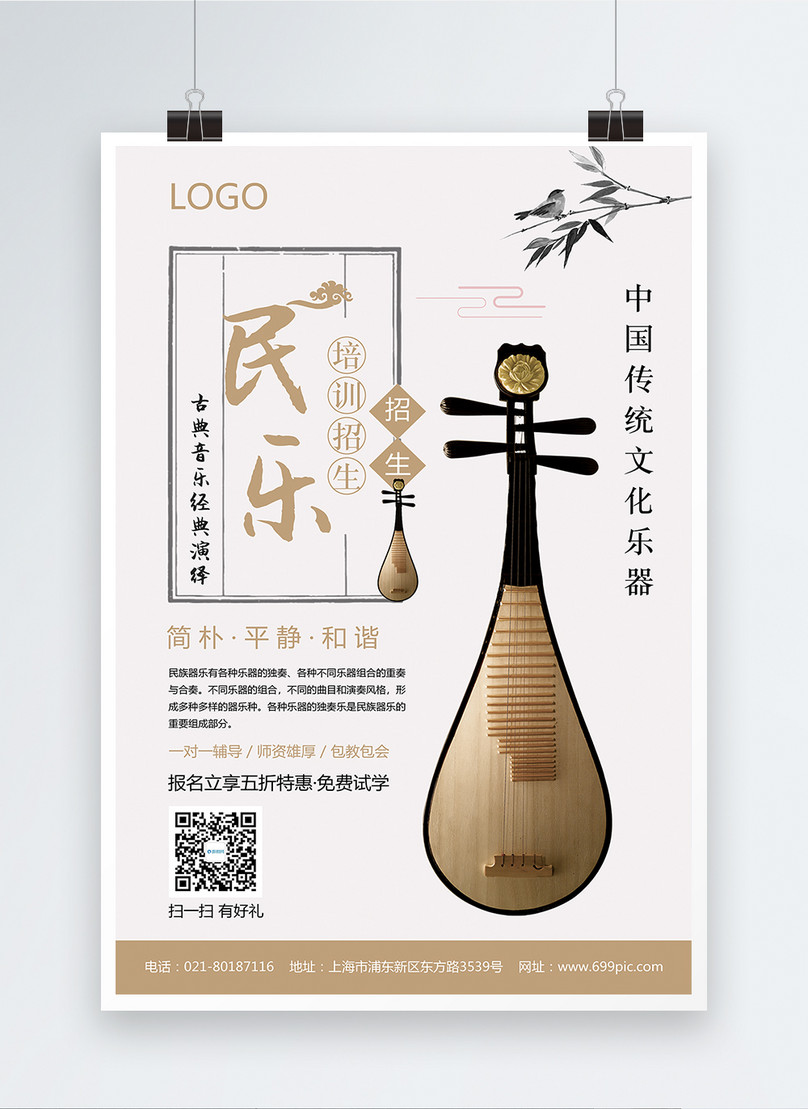 LOGO
民乐
培训招生
招生
古典音乐经典演绎
中国传统文化乐器
简朴·平静·和谐
民族器乐有各种乐器的独奏、各种不同乐器组合的重奏
与合奏。不同乐器的组合，不同的曲目和演奏风格，形
成多种多样的器乐种。各种乐器的独奏乐是民族器乐的
重要组成部分。
一对一辅导 / 师资雄厚 / 包教包会
报名立享五折特惠·免费试学
扫一扫 有好礼
电话：021-80187116 地址：上海市浦东新区东方路3539号 网址：www.699pic.com